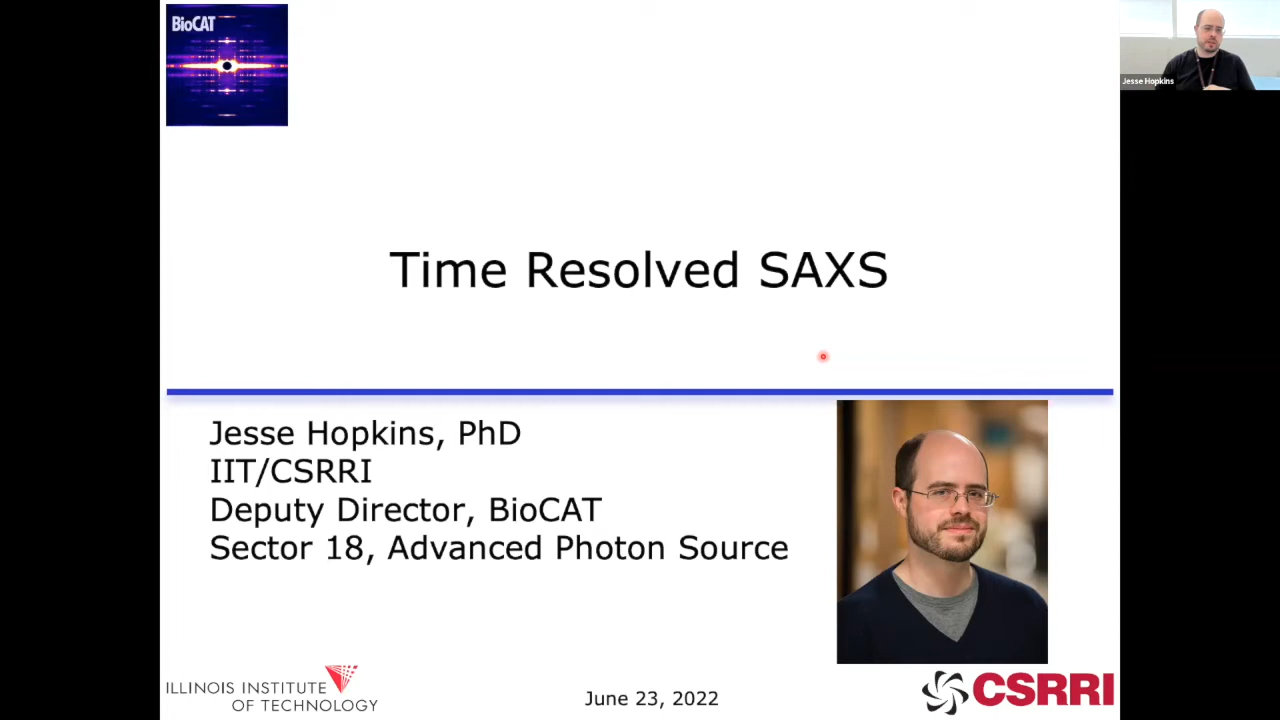 BioCAT
Jesse Hopkins
Time Resolved SAXS
Jesse Hopkins, PhD
IIT/CSRRI
Deputy Director, BioCAT
Sector 18, Advanced Photon Source
ILLINOIS INSTITUTE
OF TECHNOLOGY
June 23, 2022
CSRRI